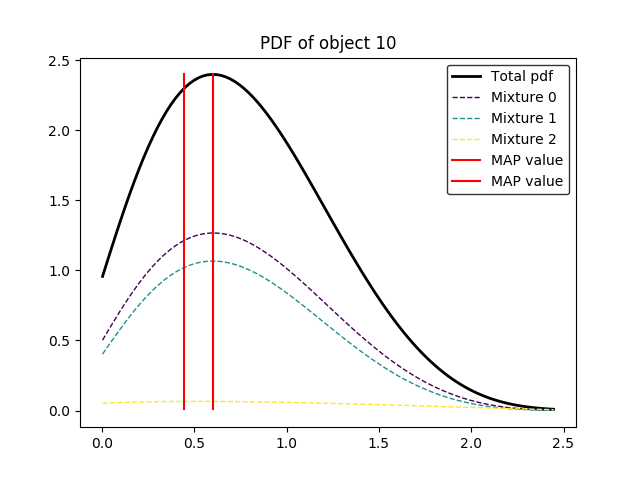 PDF of object 10
2.5
2.0
1.5
1.0
0.5
0.0
Total pdf
Mixture 0
Mixture 1
Mixture 2
MAP value
MAP value
0.0 0.5 1.0 1.5 2.0 2.5